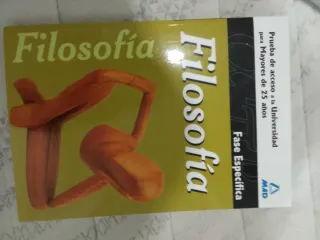 Filosofía
Filosofía
Prueba de acceso a la Universidad
para Mayores de 25 años
Fase Específica
MAD